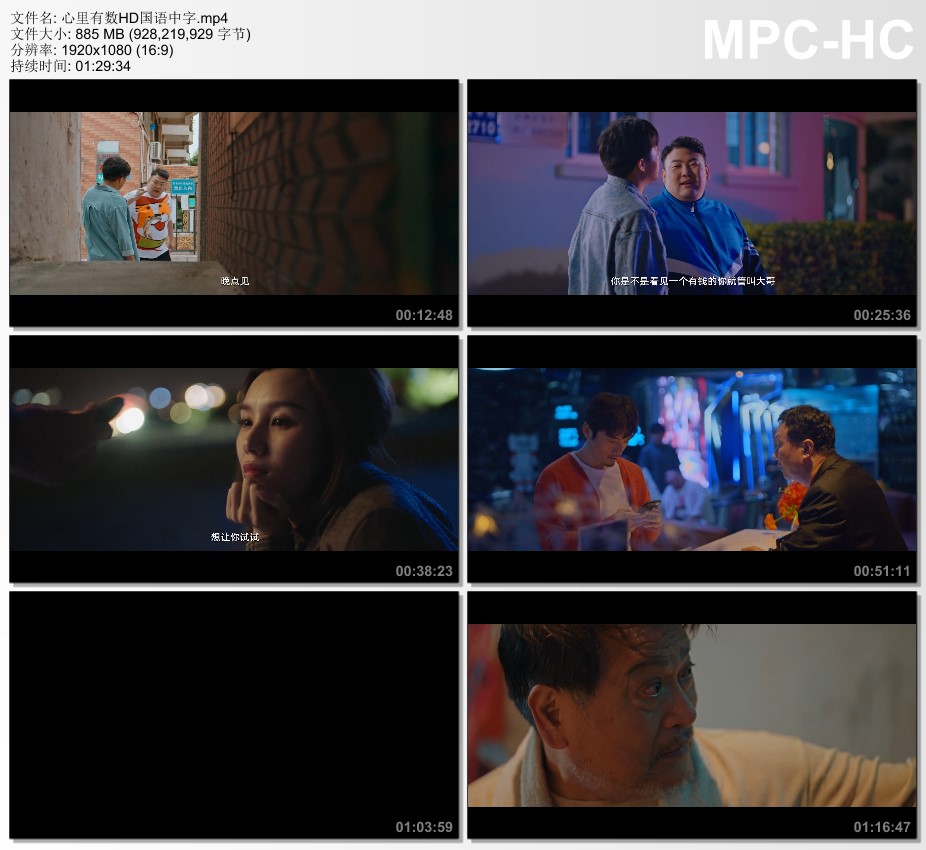 文件名: 心里有数HD国语中字.mp4
文件大小: 885 MB (928,219,929 字节)
分辨率: 1920x1080 (16:9)
持续时间: 01:29:34
MPC-HC
晚点见
00:12:48
你是不是看见一个有钱的你就管叫大哥
00:25:36
想让你试试
00:38:23
00:51:11
01:03:59
01:16:47